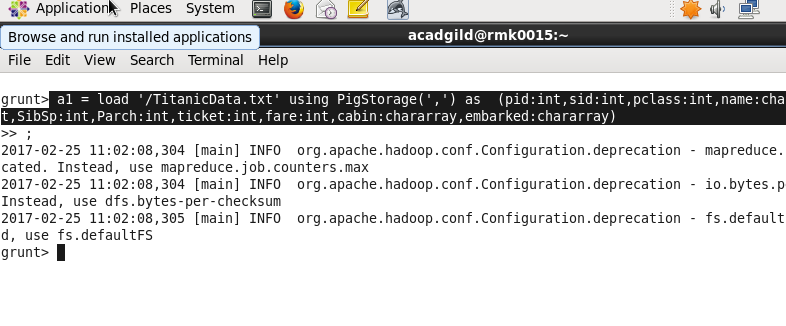 Applications Places System
Browse and run installed applications
acadgild@rmk0015:~
File Edit View Search Terminal Help
grunt> a1 = load '/TitanicData.txt' using PigStorage(',') as  (pid:int,sid:int,pclass:int,name:cha
t,SibSp:int,Parch:int,ticket:int,fare:int,cabin:chararray,embarked:chararray)
>> ;
2017-02-25 11:02:08,304 [main] INFO  org.apache.hadoop.conf.Configuration.deprecation - mapreduce.
cated. Instead, use mapreduce.job.counters.max
2017-02-25 11:02:08,304 [main] INFO  org.apache.hadoop.conf.Configuration.deprecation - io.bytes.p
Instead, use dfs.bytes-per-checksum
2017-02-25 11:02:08,305 [main] INFO  org.apache.hadoop.conf.Configuration.deprecation - fs.default
d, use fs.defaultFS
grunt>